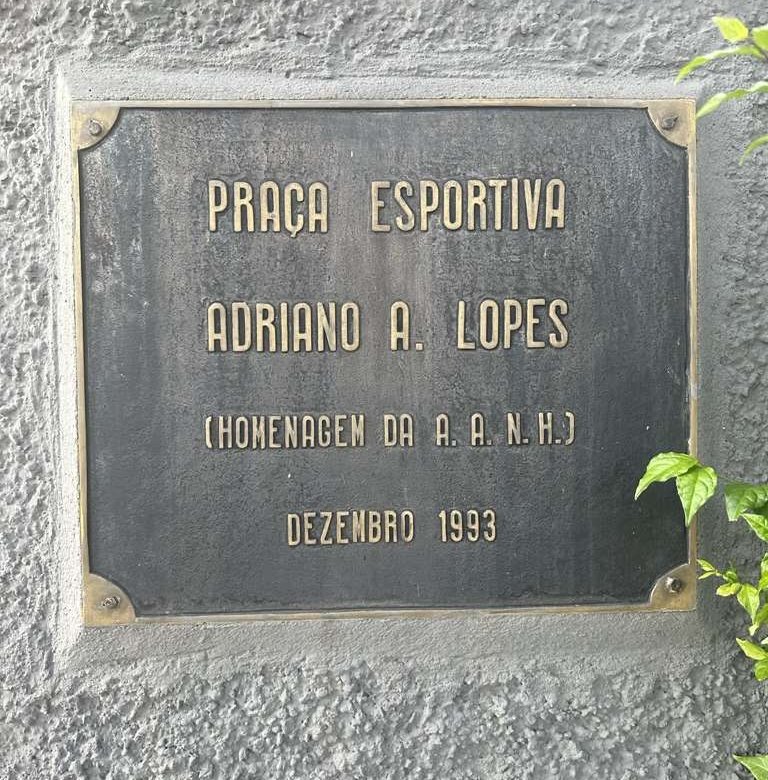 PRAÇA ESPORTIVA
ADRIANO A. LOPES
(HOMENAGEM DA A. A. N. H.)
DEZEMBRO 1993